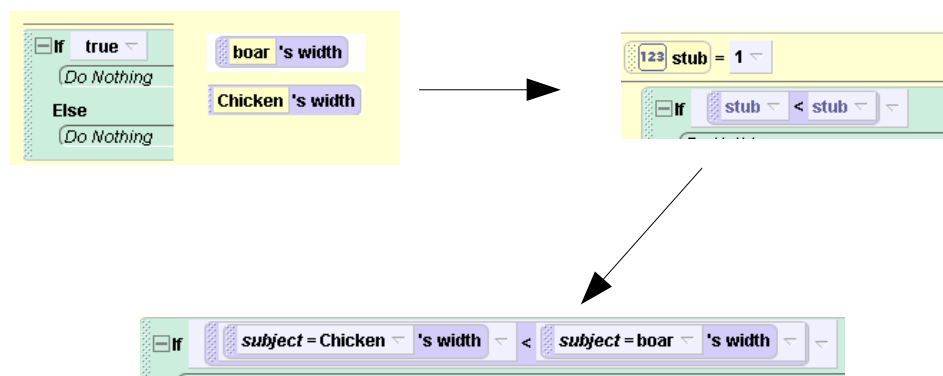 If true
Do Nothing
Else
Do Nothing
boar 's width
Chicken 's width
123 stub = 1
If stub < stub
If subject = Chicken 's width < subject = boar 's width